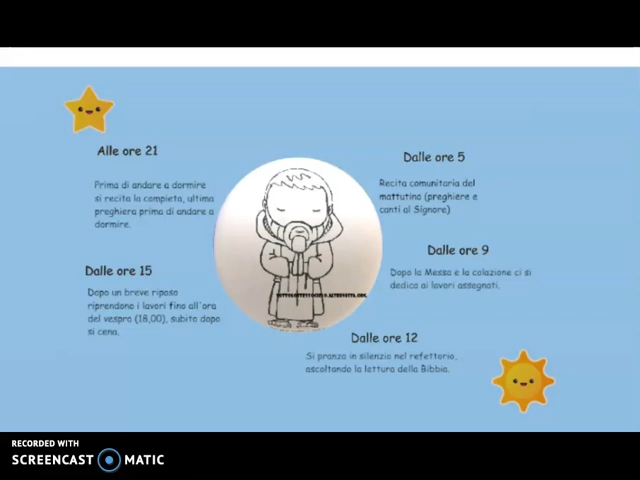 Alle ore 21
Prima di andare a dormire
si recita la compieta, ultima
preghiera prima di andare a
dormire.
Dalle ore 15
Dopo un breve riposo
riprendono i lavori fino all'ora
del vespro (18,00), subito dopo
si cena.
Dalle ore 5
Recita comunitaria del
mattutino (preghiere e
canti al Signore)
Dalle ore 9
Dopo la Messa e la colazione ci si
dedica ai lavori assegnati.
Dalle ore 12
Si pranza in silenzio nel refettorio,
ascoltando la lettura della Bibbia.
RECORDED WITH
SCREENCAST MATIC